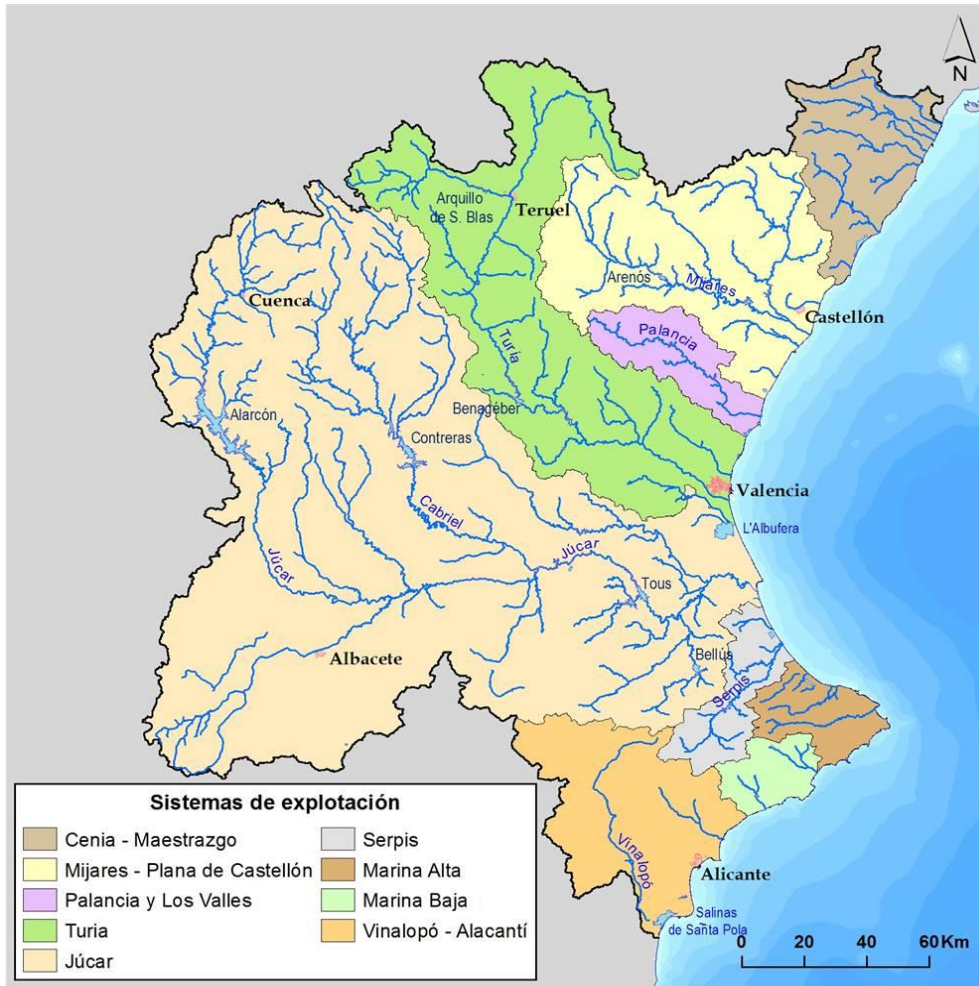 N
Teruel
Arquillo
de S. Blas
Arenós
Mijares
Cuenca
Castellón
Palancia
Turia
Alarcón
Benagéber
Contreras
Valencia
L'Albufera
Cabriel
Júcar
Júcar
Tous
Albacete
Bellús
Serpis
Vinalopó
Alicante
Salinas
de Santa Pola
0 20 40 60 Km
Sistemas de explotación
Cenia - Maestrazgo
Mijares - Plana de Castellón
Palancia y Los Valles
Turia
Júcar
Serpis
Marina Alta
Marina Baja
Vinalopó - Alacantí